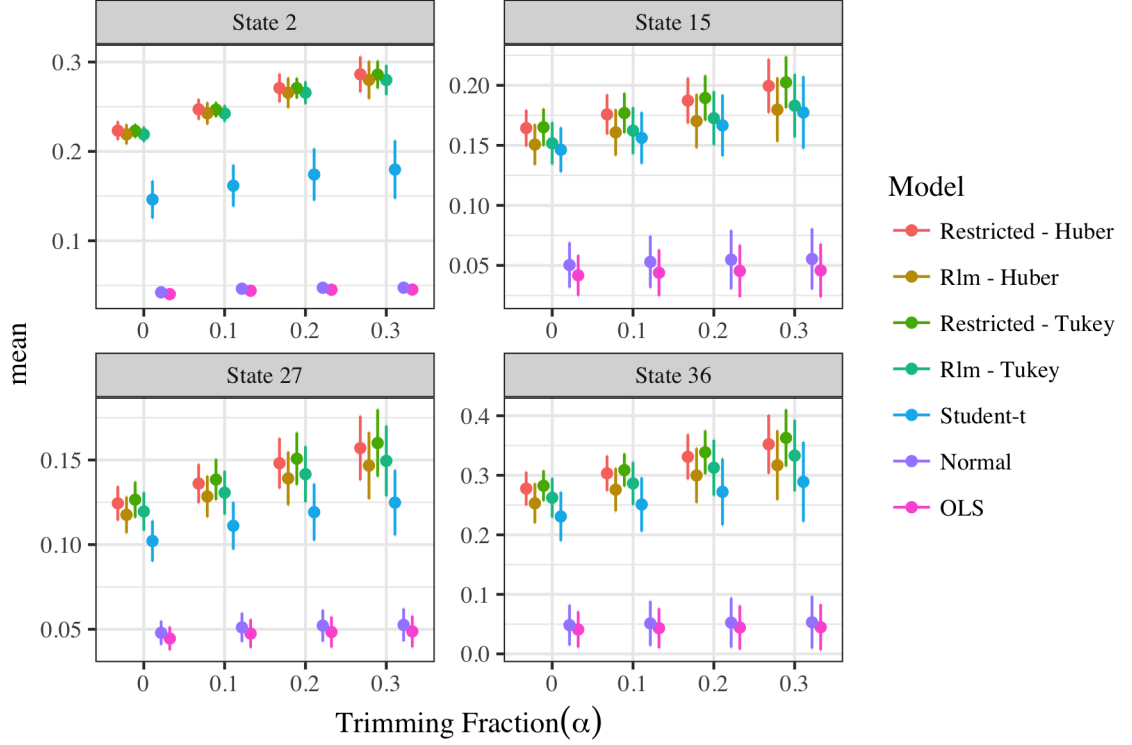 State 2
State 15
0.3
0.2
0.1
0.20
0.15
0.10
0.05
0 0.1 0.2 0.3
0 0.1 0.2 0.3
mean
State 27
State 36
0.15
0.10
0.05
0.4
0.3
0.2
0.1
0.0
0 0.1 0.2 0.3
0 0.1 0.2 0.3
Trimming Fraction(α)
Model
Restricted - Huber
Rlm - Huber
Restricted - Tukey
Rlm - Tukey
Student-t
Normal
OLS